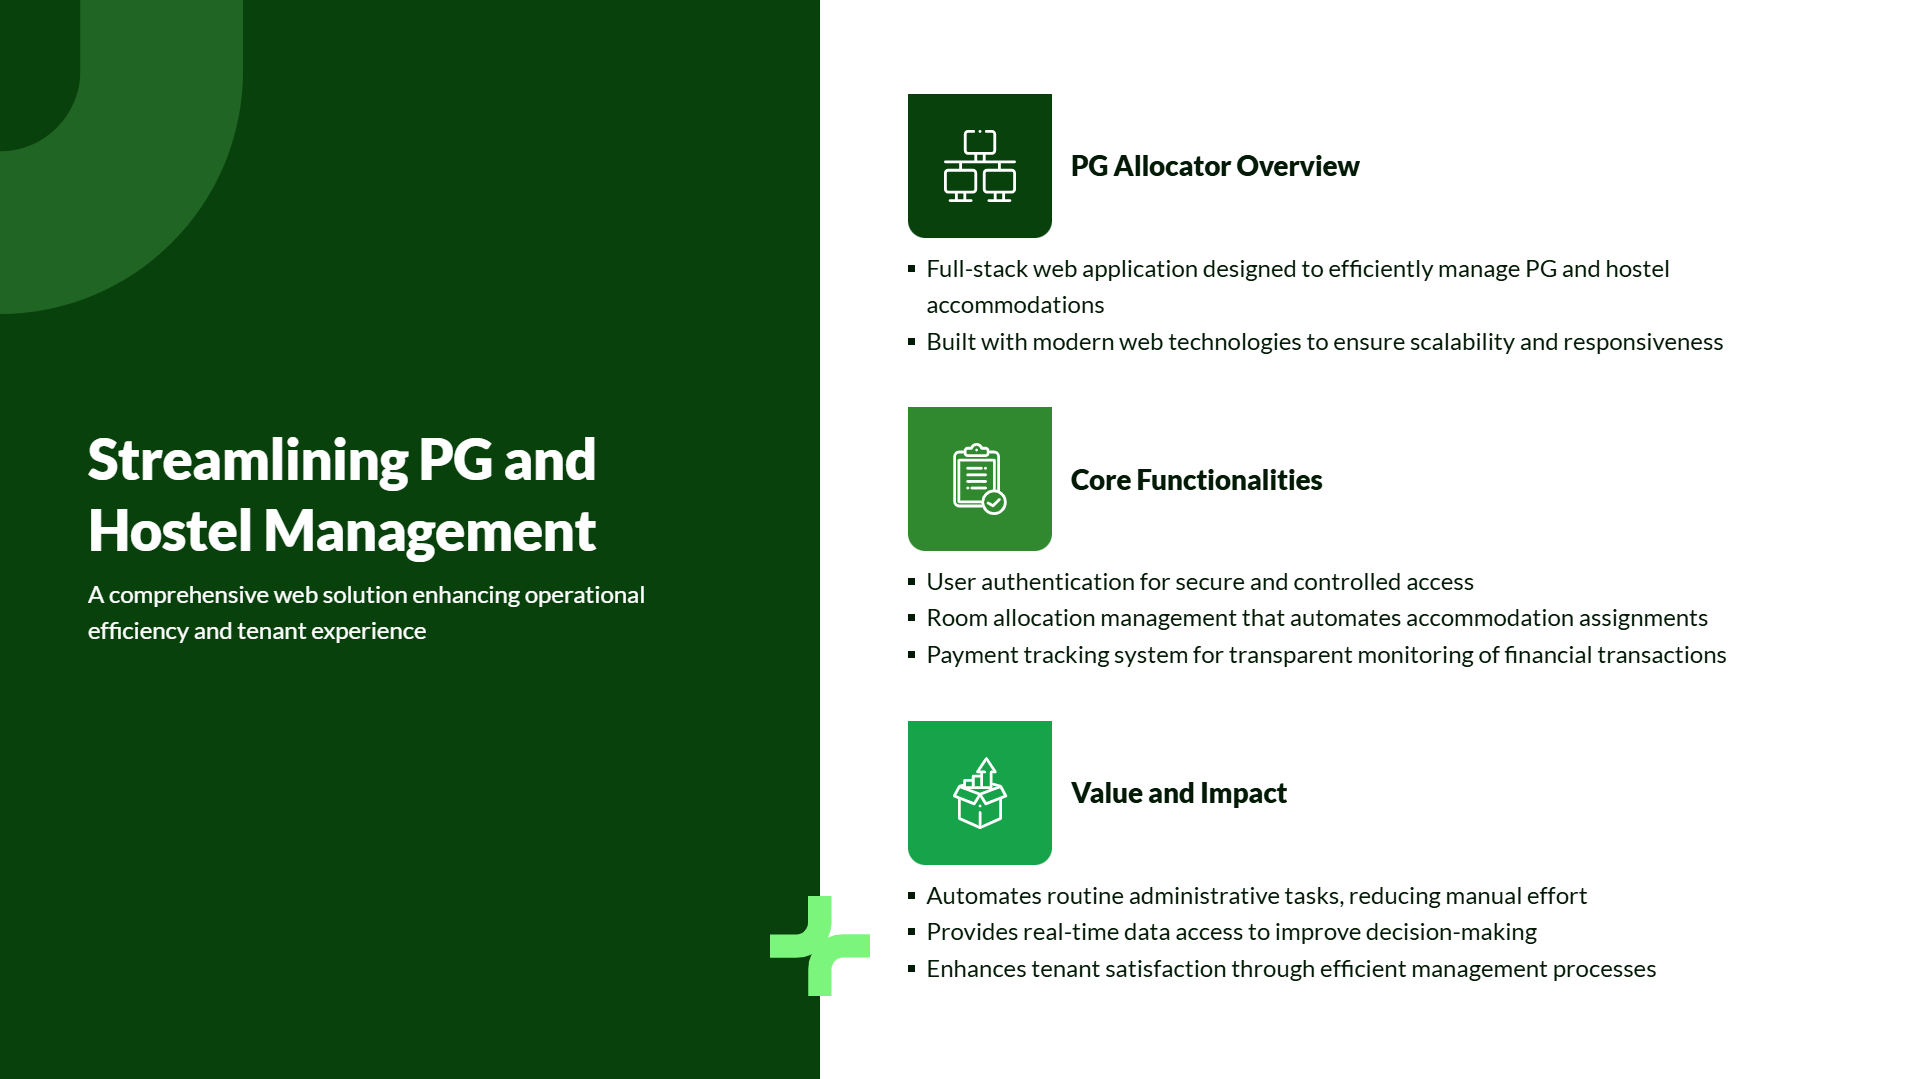 Streamlining PG and
Hostel Management
A comprehensive web solution enhancing operational
efficiency and tenant experience
PG Allocator Overview
▪ Full-stack web application designed to efficiently manage PG and hostel
accommodations
▪ Built with modern web technologies to ensure scalability and responsiveness
Core Functionalities
▪ User authentication for secure and controlled access
▪ Room allocation management that automates accommodation assignments
▪ Payment tracking system for transparent monitoring of financial transactions
Value and Impact
▪ Automates routine administrative tasks, reducing manual effort
▪ Provides real-time data access to improve decision-making
▪ Enhances tenant satisfaction through efficient management processes